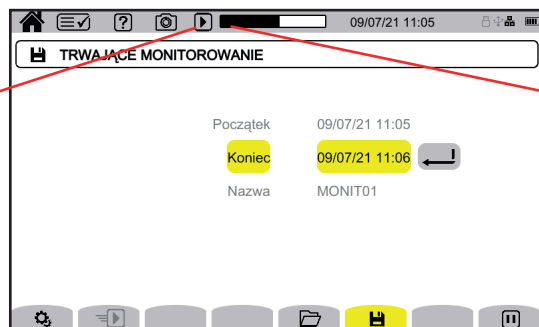 09/07/21 11:05
TRWAJĄCE MONITOROWANIE
Początek 09/07/21 11:05
Koniec 09/07/21 11:06
Nazwa MONIT01